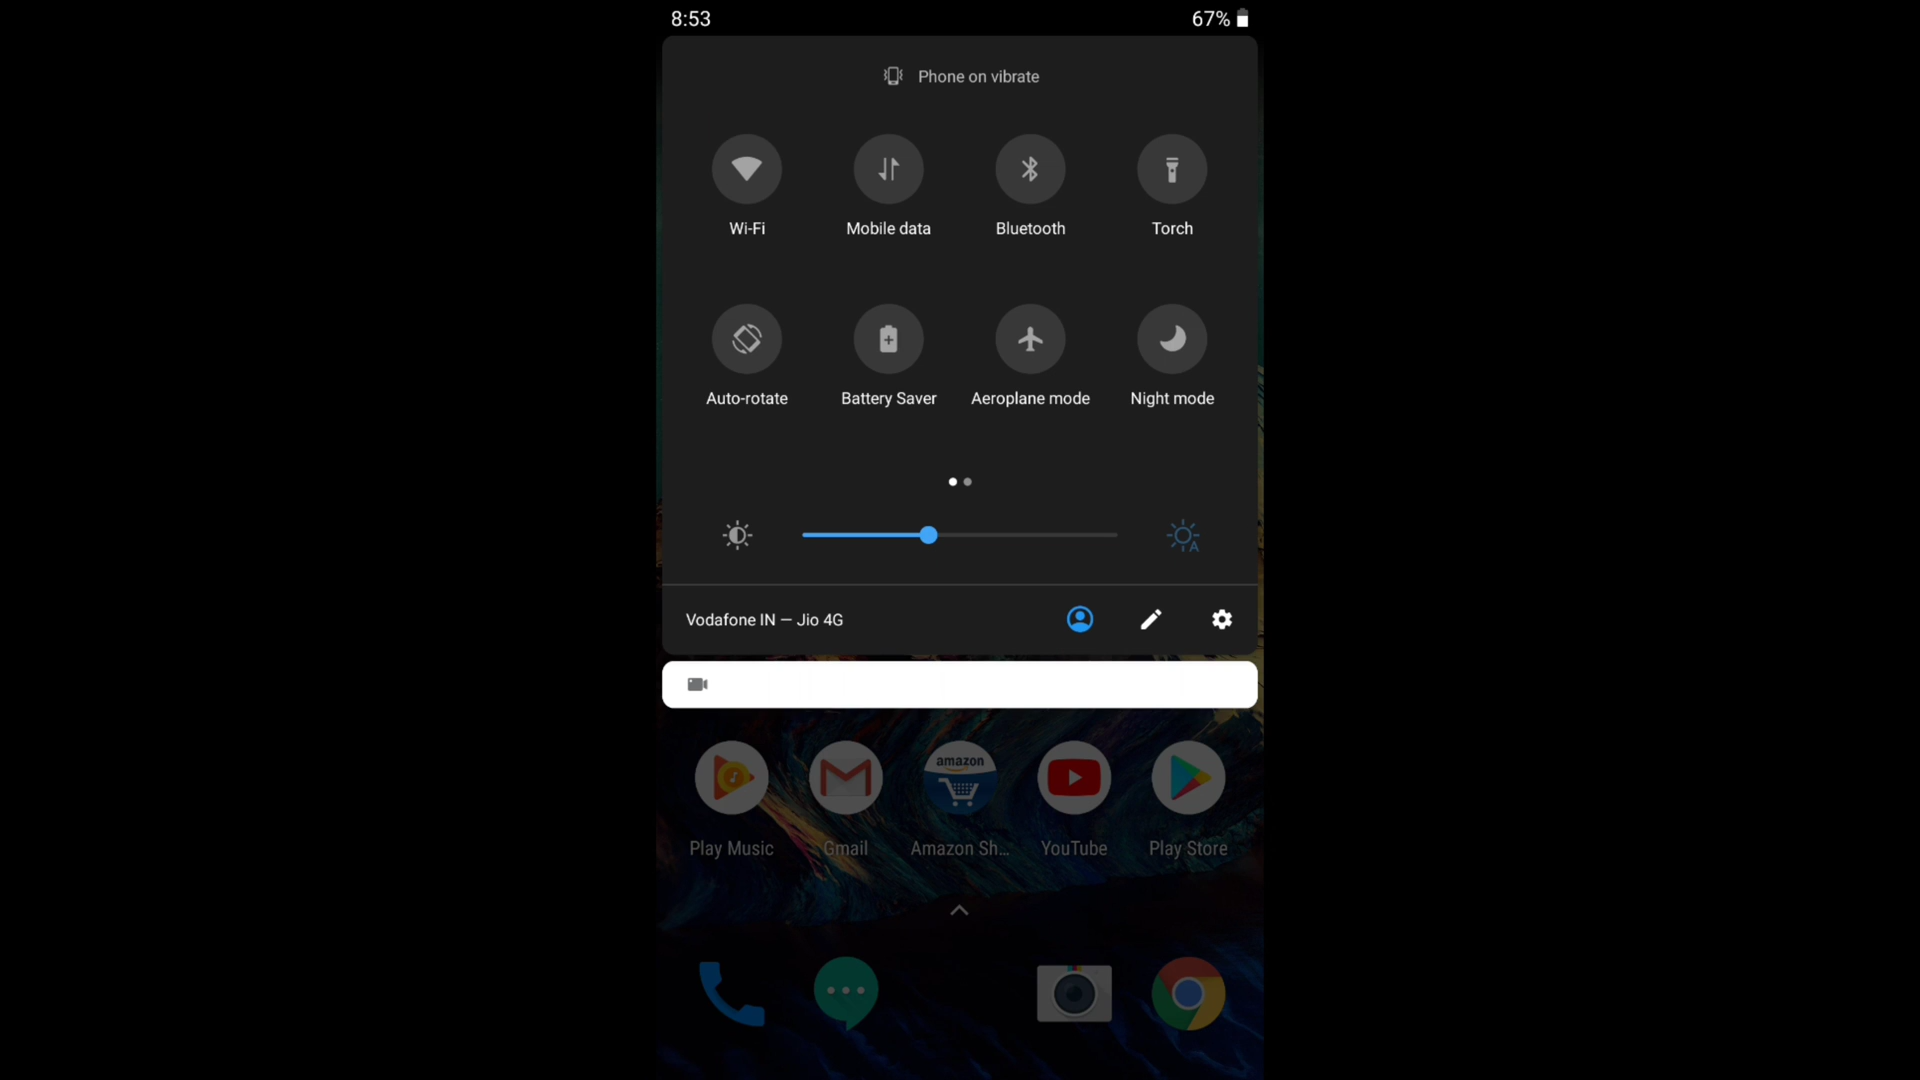 8:53 67%
Phone on vibrate
Wi-Fi Mobile data Bluetooth Torch
Auto-rotate Battery Saver Aeroplane mode Night mode
A
Vodafone IN — Jio 4G
amazon
Play Music Gmail Amazon Sh... YouTube Play Store